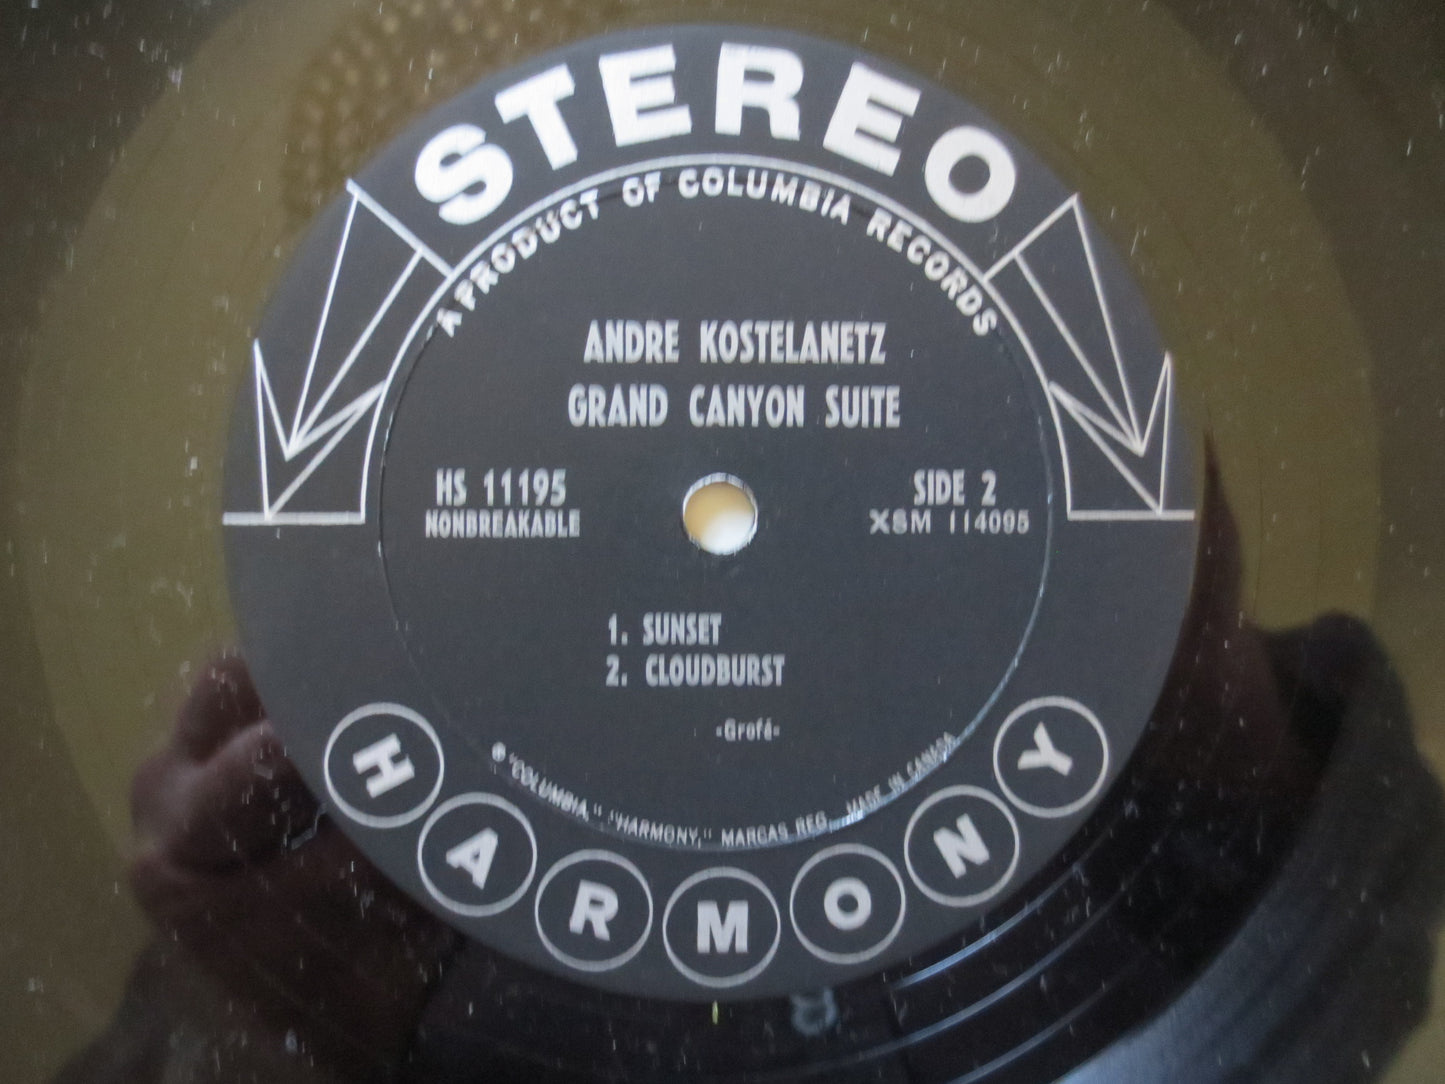 STEREO
A PRODUCT OF COLUMBIA RECORDS
ANDRE KOSTELANETZ
GRAND CANYON SUITE
HS 11195
NONBREAKABLE
SIDE 2
XSM 114095
1. SUNSET
2. CLOUDBURST
-Grofé-
® "COLUMBIA," "HARMONY," MARCAS REG. MADE IN CANADA
HARMONY